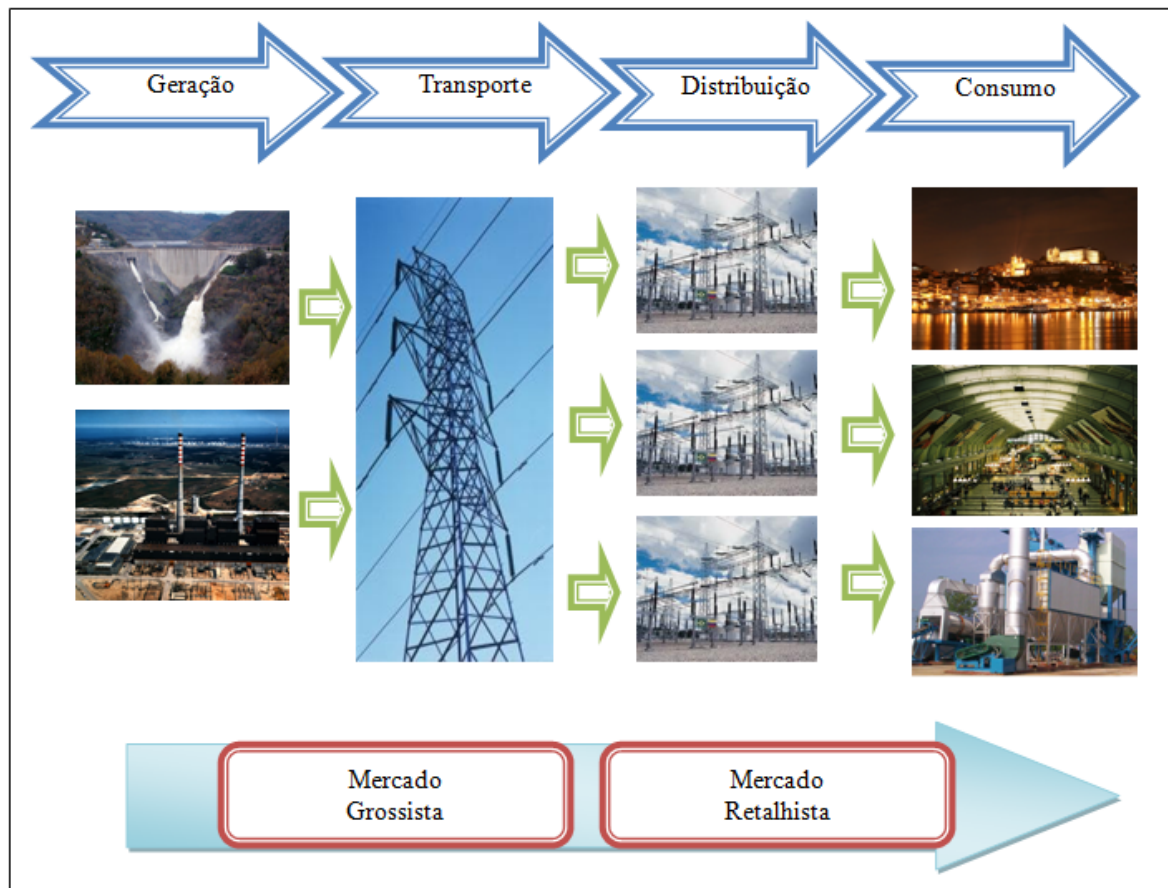 Geração
Transporte
Distribuição
Consumo
Mercado
Grossista
Mercado
Retalhista